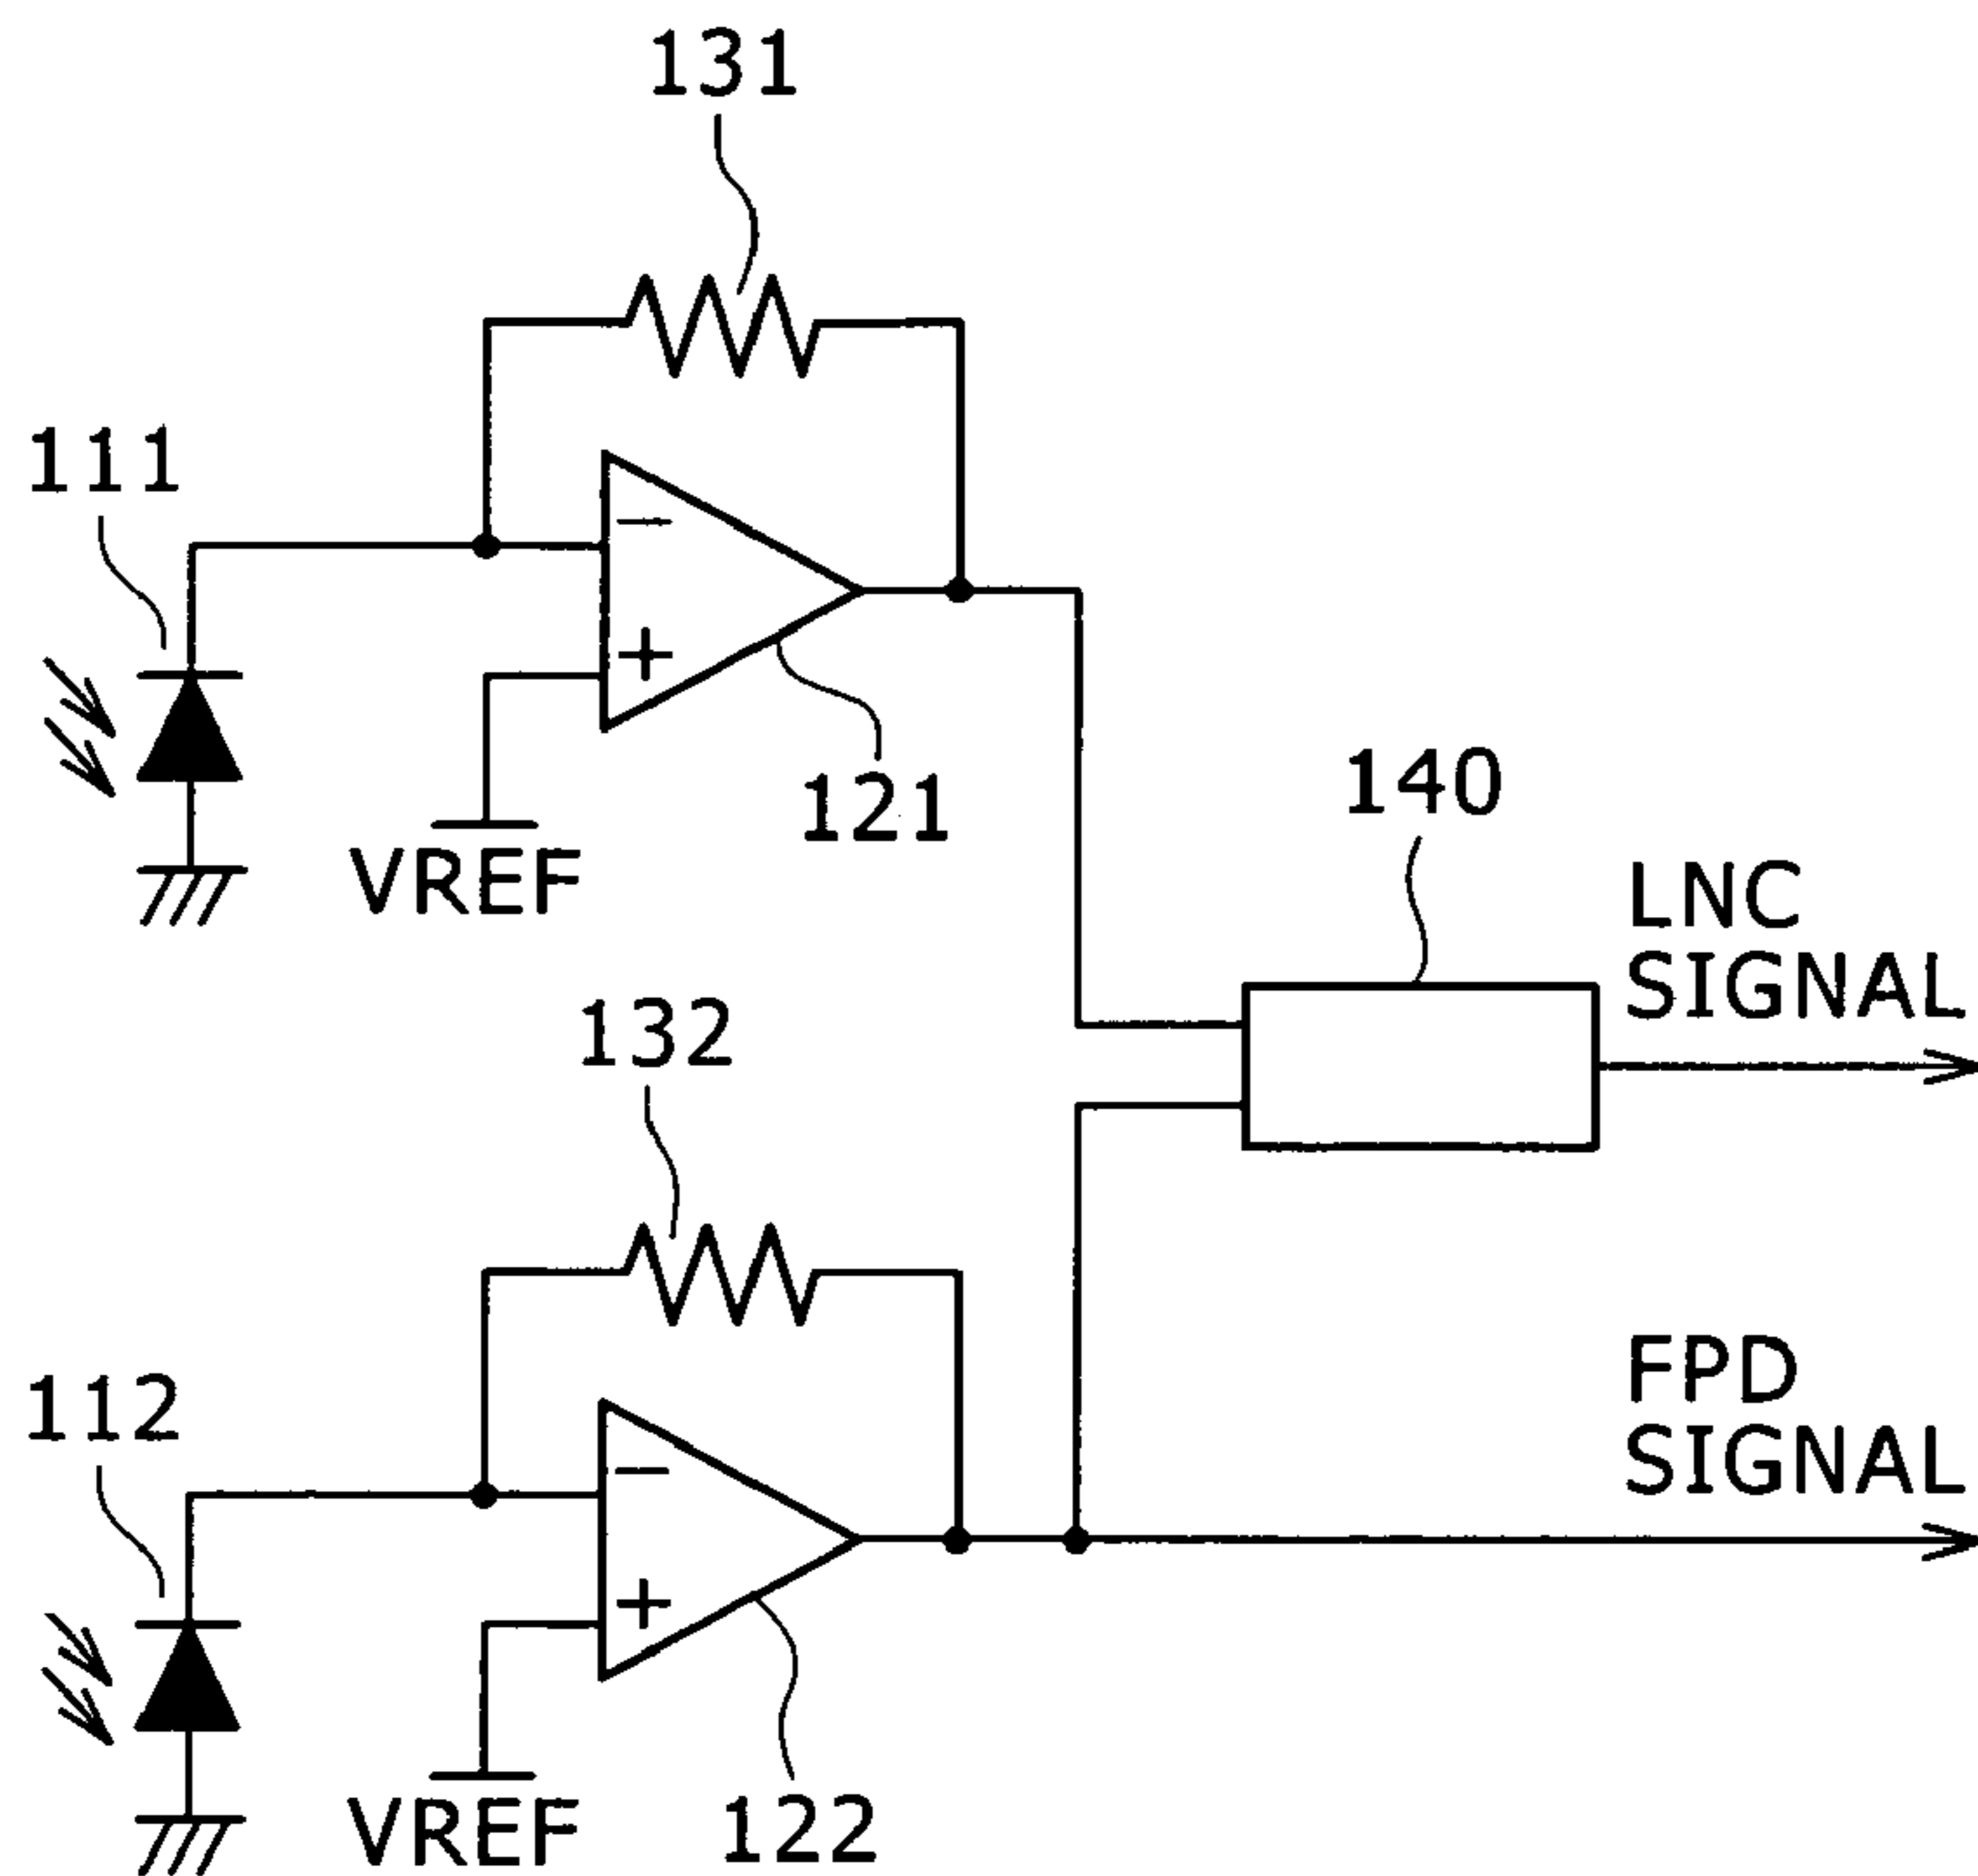 131
111
−
+
121
VREF
140
LNC
SIGNAL
132
112
−
+
FPD
SIGNAL
VREF
122